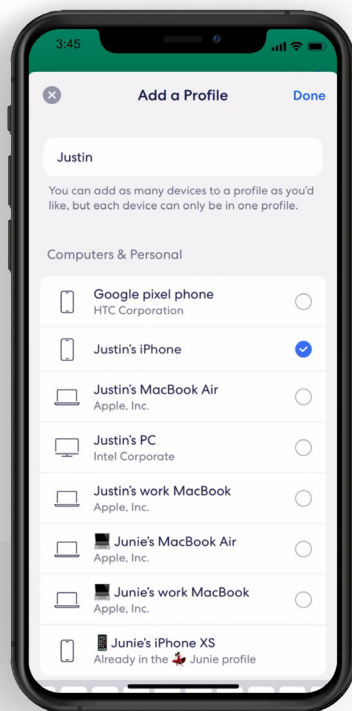 3:45
Add a Profile
Done
Justin
You can add as many devices to a profile as you'd
like, but each device can only be in one profile.
Computers & Personal
Google pixel phone
HTC Corporation
Justin's iPhone
Justin's MacBook Air
Apple, Inc.
Justin's PC
Intel Corporate
Justin's work MacBook
Apple, Inc.
💻 Junie's MacBook Air
Apple, Inc.
💻 Junie's work MacBook
Apple, Inc.
📱 Junie's iPhone XS
Already in the 💃 Junie profile